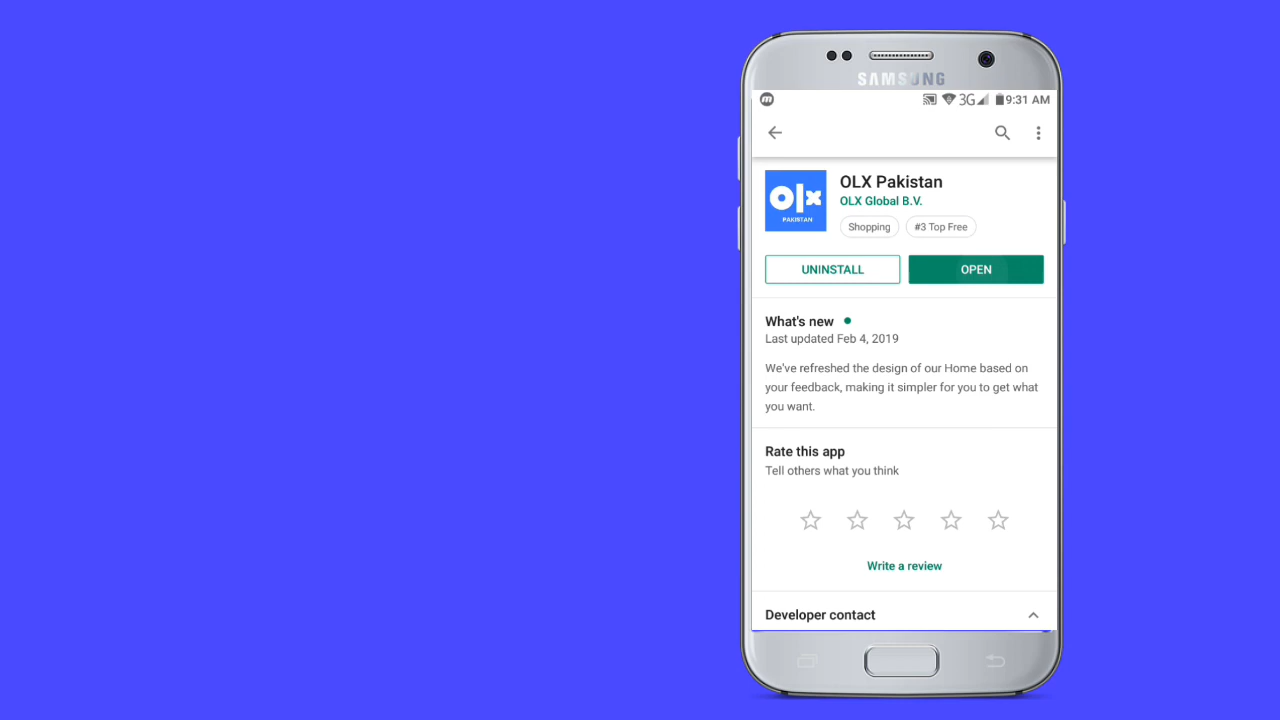 SAMSUNG
3G 9:31 AM
OLX Pakistan
olx
PAKISTAN
OLX Global B.V.
Shopping
#3 Top Free
UNINSTALL
OPEN
What's new
Last updated Feb 4, 2019
We've refreshed the design of our Home based on
your feedback, making it simpler for you to get what
you want.
Rate this app
Tell others what you think
Write a review
Developer contact